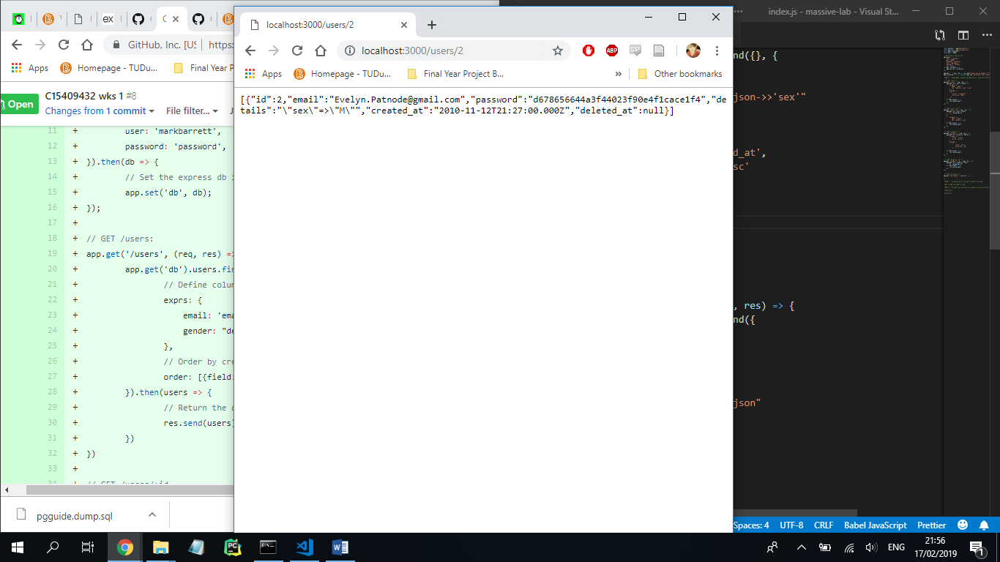 index.js - massive-lab - Visual St...
localhost:3000/users/2
GitHub, Inc. [US
https:
localhost:3000/users/2
Apps
Homepage - TUDu...
Final Year
Apps
Homepage - TUDu...
Final Year Project B...
»
Other bookmarks
Open
C15409432 wks 1 #8
Changes from 1 commit
File filter...
[{"id":2,"email":"Evelyn.Patnode@gmail.com","password":"d678656644a3f44023f90e4f1cace1f4","de
tails":"\"sex\"=>\"M\"","created_at":"2010-11-12T21:27:00.000Z","deleted_at":null}]
11 + user: 'markbarrett',
12 + password: 'password',
13 + }).then(db => {
14 + // Set the express db i
15 + app.set('db', db);
16 + });
17 +
18 + // GET /users:
19 + app.get('/users', (req, res) =>
20 + app.get('db').users.fin
21 + // Define colum
22 + exprs: {
23 + email: 'ema
24 + gender: "de
25 + },
26 + // Order by cre
27 + order: [{field:
28 + }).then(users => {
29 + // Return the d
30 + res.send(users)
31 + })
32 + })
33 +
34 + // GET /users/:id
nd({}, {
json->>'sex'"
d_at',
sc'
, res) => {
nd({
json"
pgguide.dump.sql
Spaces: 4 UTF-8 CRLF Babel JavaScript Prettier
ENG
21:56
17/02/2019
1